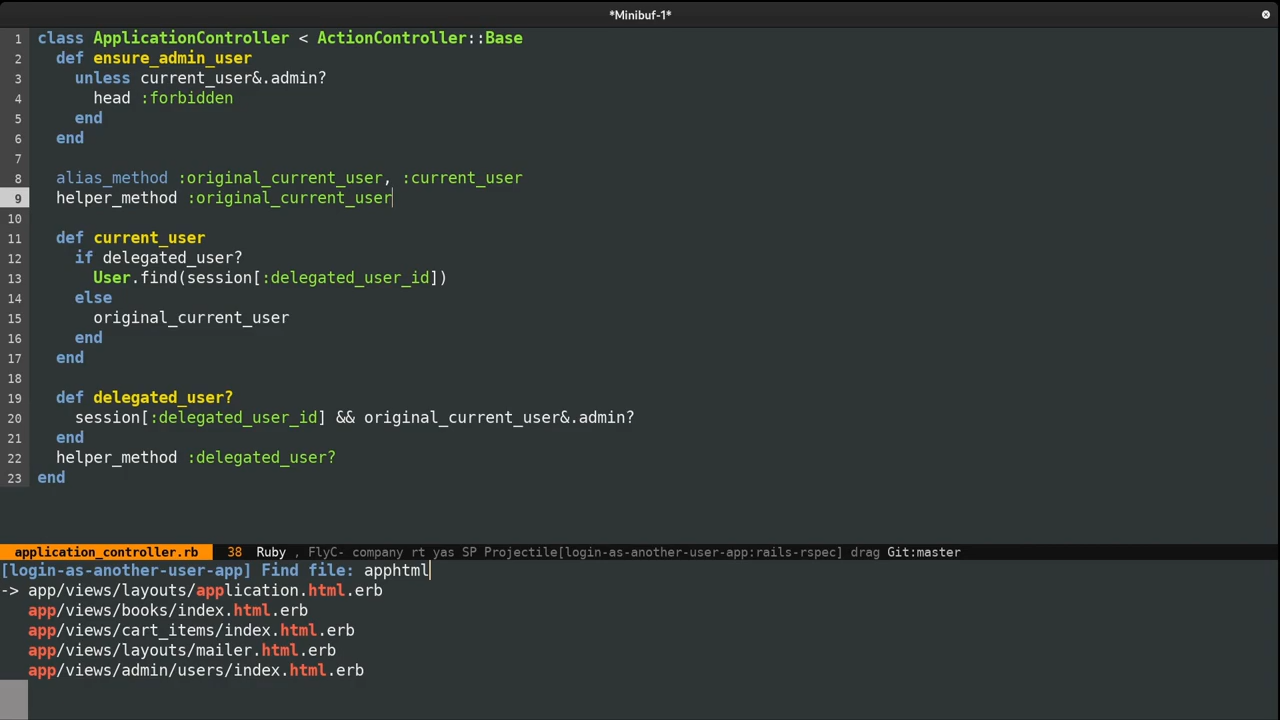 *Minibuf-1*
1 class ApplicationController < ActionController::Base
2   def ensure_admin_user
3     unless current_user&.admin?
4       head :forbidden
5     end
6   end
7
8   alias_method :original_current_user, :current_user
9   helper_method :original_current_user
10
11   def current_user
12     if delegated_user?
13       User.find(session[:delegated_user_id])
14     else
15       original_current_user
16     end
17   end
18
19   def delegated_user?
20     session[:delegated_user_id] && original_current_user&.admin?
21   end
22   helper_method :delegated_user?
23 end
application_controller.rb 38 Ruby , FlyC- company rt yas SP Projectile[login-as-another-user-app:rails-rspec] drag Git:master
[login-as-another-user-app] Find file: apphtml
-> app/views/layouts/application.html.erb
app/views/books/index.html.erb
app/views/cart_items/index.html.erb
app/views/layouts/mailer.html.erb
app/views/admin/users/index.html.erb